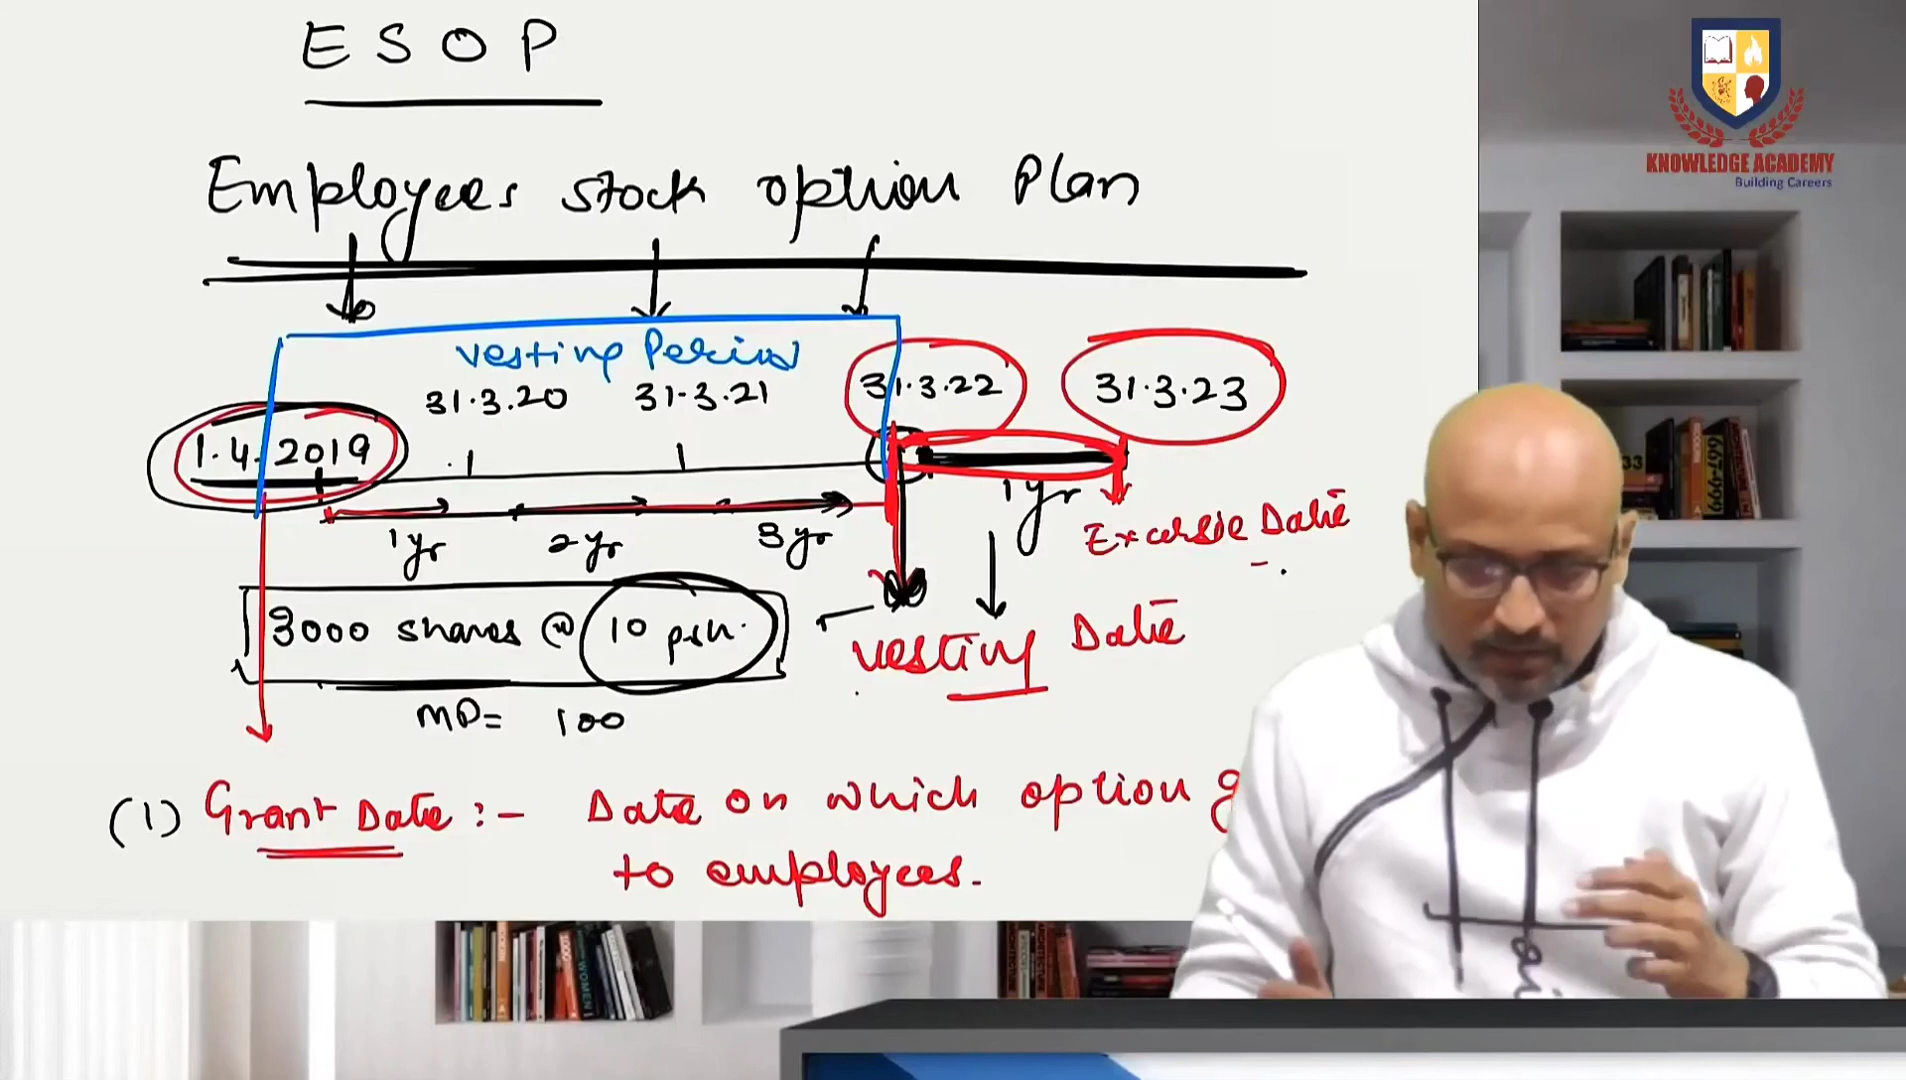 E S O P
KNOWLEDGE ACADEMY
Building Careers
Employees stock option Plan
vesting Period
31.3.20 31.3.21 31.3.22 31.3.23
1.4.2019
1yr 2yr 3yr 1yr
Excersie Date
3000 shares @ 10 psh.
vesting Date
MP= 100
(1) Grant Date :- Date on which option g
to employees.